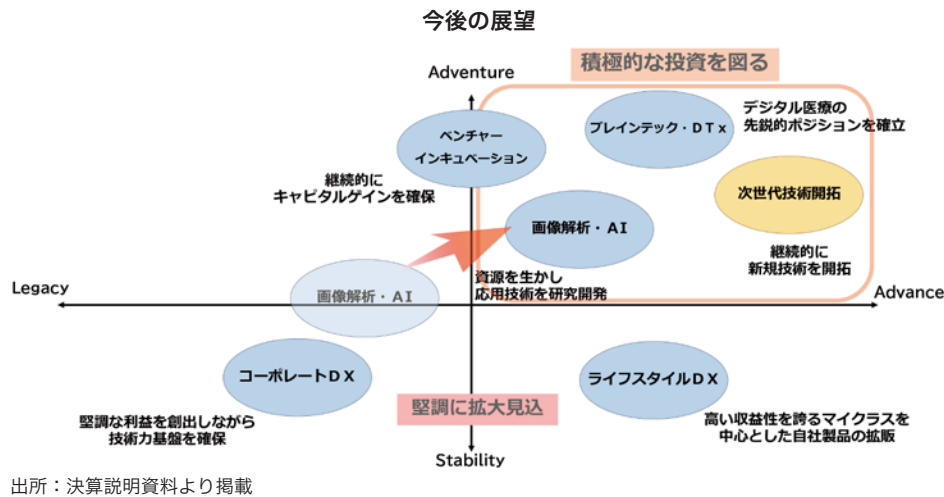 今後の展望
積極的な投資を図る
Adventure
ベンチャー
インキュベーション
ブレインテック・DTx
デジタル医療の
先鋭的ポジションを確立
継続的に
キャピタルゲインを確保
次世代技術開拓
画像解析・AI
継続的に
新規技術を開拓
資源を生かし
応用技術を研究開発
Legacy
画像解析・AI
Advance
コーポレートDX
ライフスタイルDX
堅調に拡大見込
堅調な利益を創出しながら
技術力基盤を確保
高い収益性を誇るマイクラスを
中心とした自社製品の拡販
Stability
出所：決算説明資料より掲載